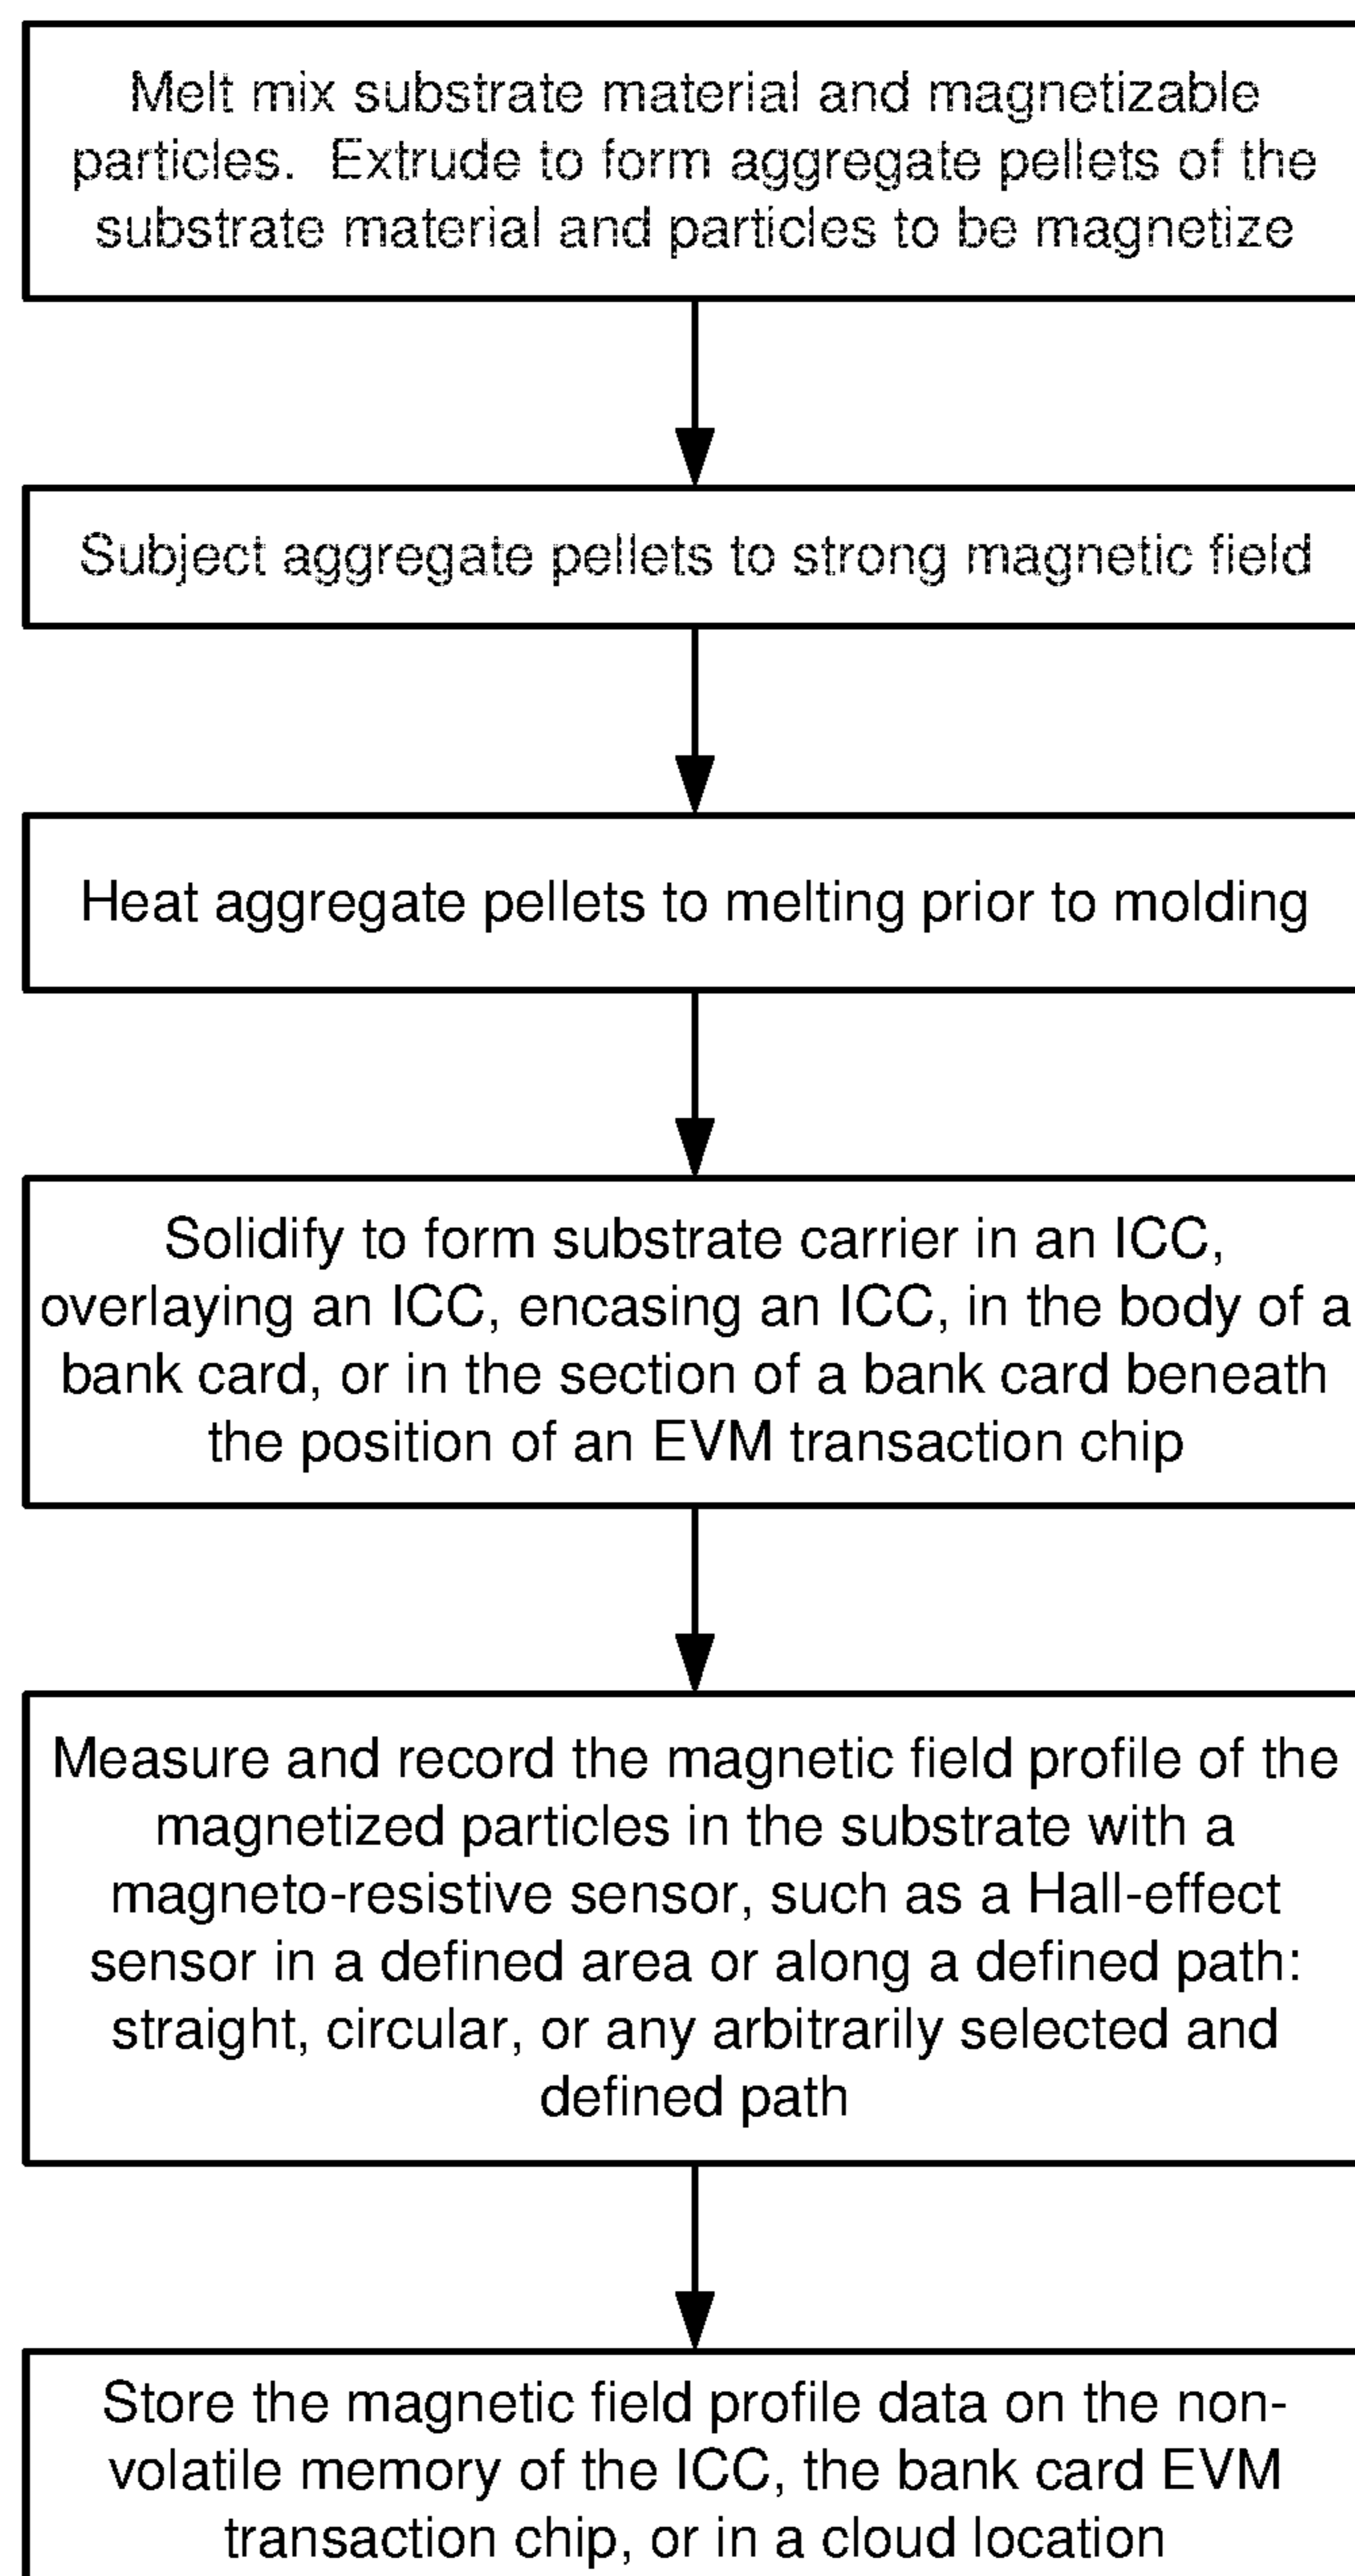 Melt mix substrate material and magnetizable
particles. Extrude to form aggregate pellets of the
substrate material and particles to be magnetize
Subject aggregate pellets to strong magnetic field
Heat aggregate pellets to melting prior to molding
Solidify to form substrate carrier in an ICC,
overlaying an ICC, encasing an ICC, in the body of a
bank card, or in the section of a bank card beneath
the position of an EVM transaction chip
Measure and record the magnetic field profile of the
magnetized particles in the substrate with a
magneto-resistive sensor, such as a Hall-effect
sensor in a defined area or along a defined path:
straight, circular, or any arbitrarily selected and
defined path
Store the magnetic field profile data on the non-
volatile memory of the ICC, the bank card EVM
transaction chip, or in a cloud location